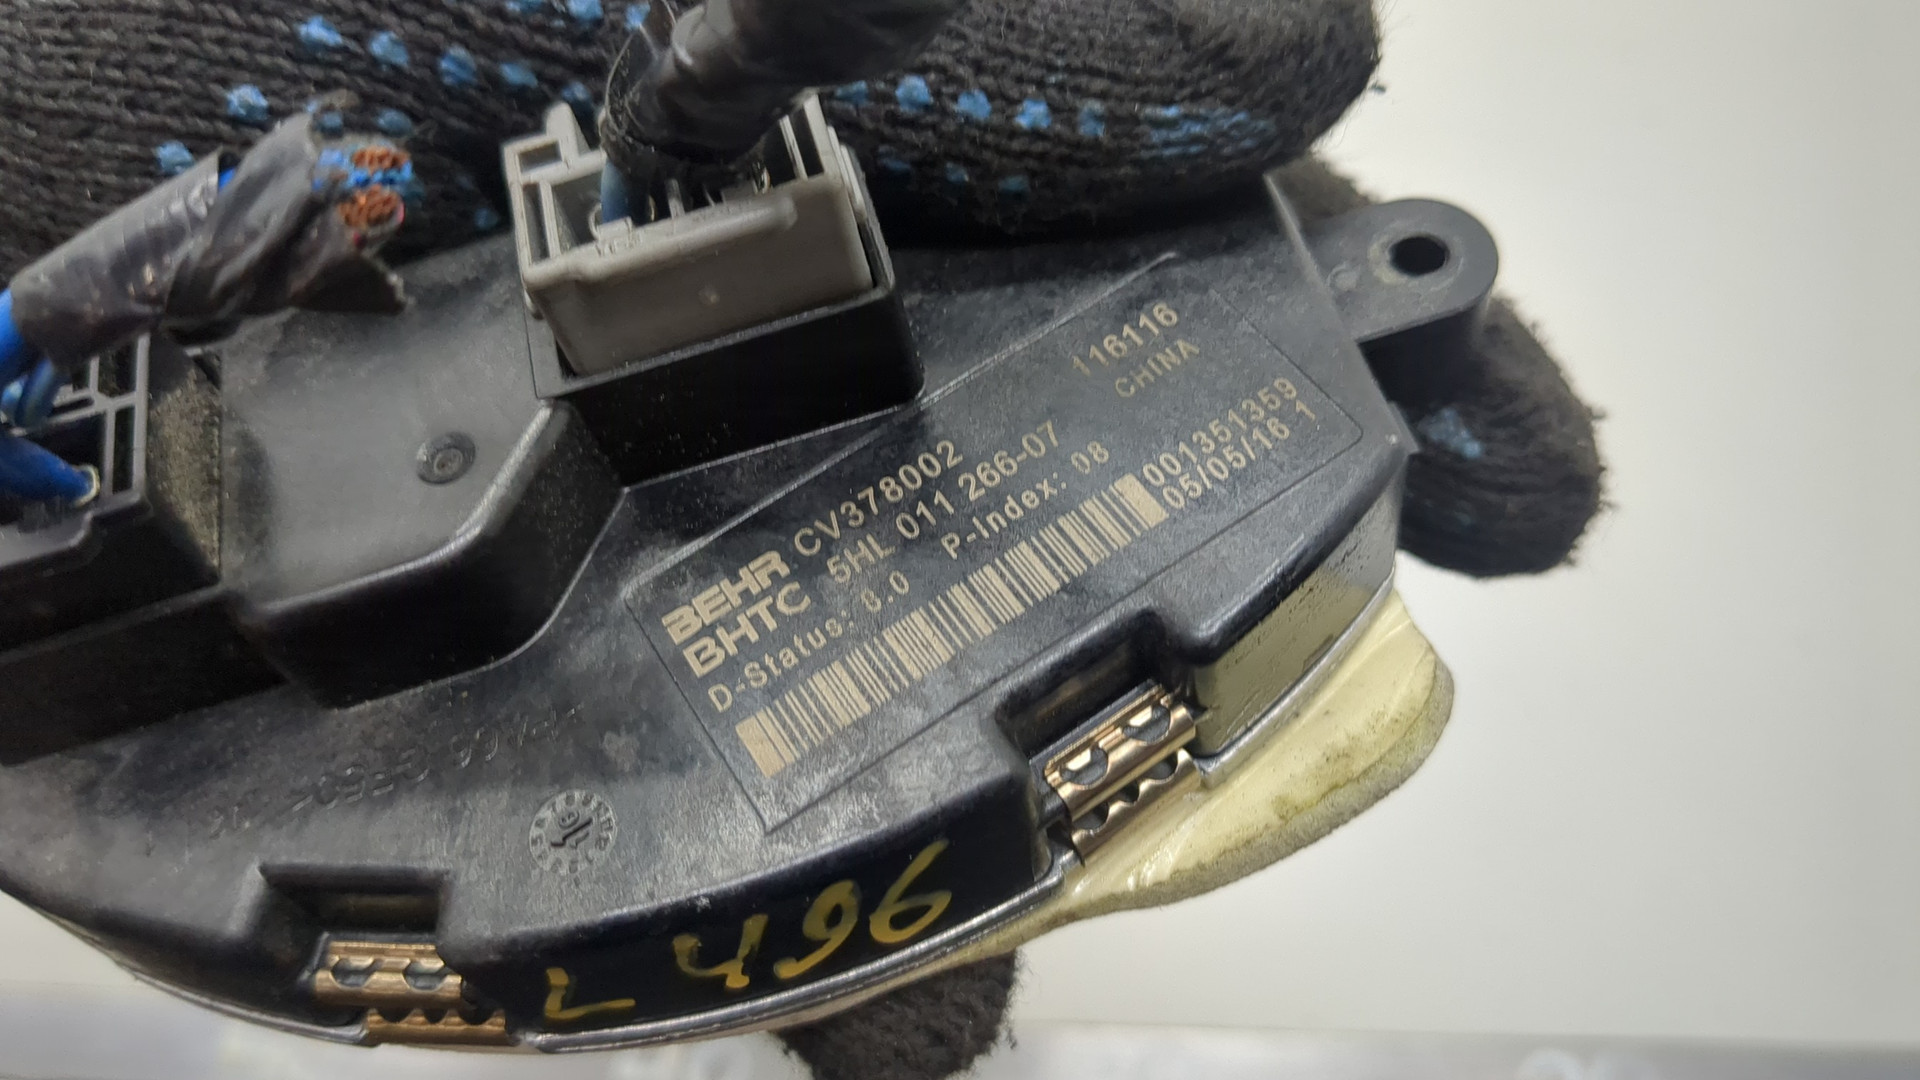 116116
CHINA
BEHR CV378002
BHTC 5HL 011 266-07
D-Status: 8.0 P-Index: 08
001351359
05/05/16 1
L 496